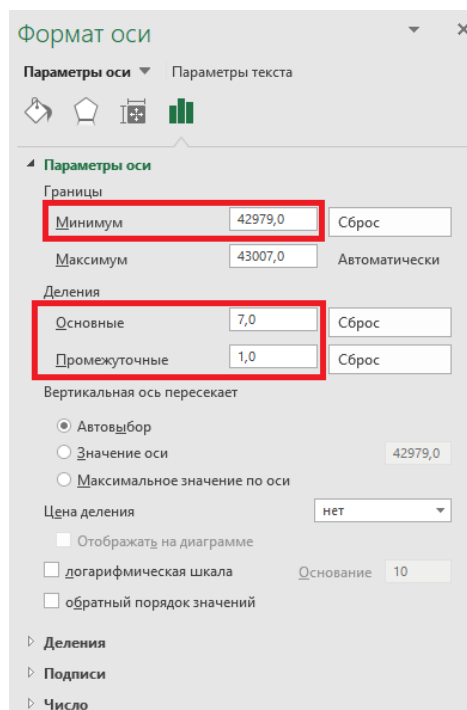 Формат оси
Параметры оси Параметры текста
Параметры оси
Границы
Минимум 42979,0 Сброс
Максимум 43007,0 Автоматически
Деления
Основные 7,0 Сброс
Промежуточные 1,0 Сброс
Вертикальная ось пересекает
Автовыбор
Значение оси 42979,0
Максимальное значение по оси
Цена деления нет
Отображать на диаграмме
логарифмическая шкала Основание 10
обратный порядок значений
Деления
Подписи
Число